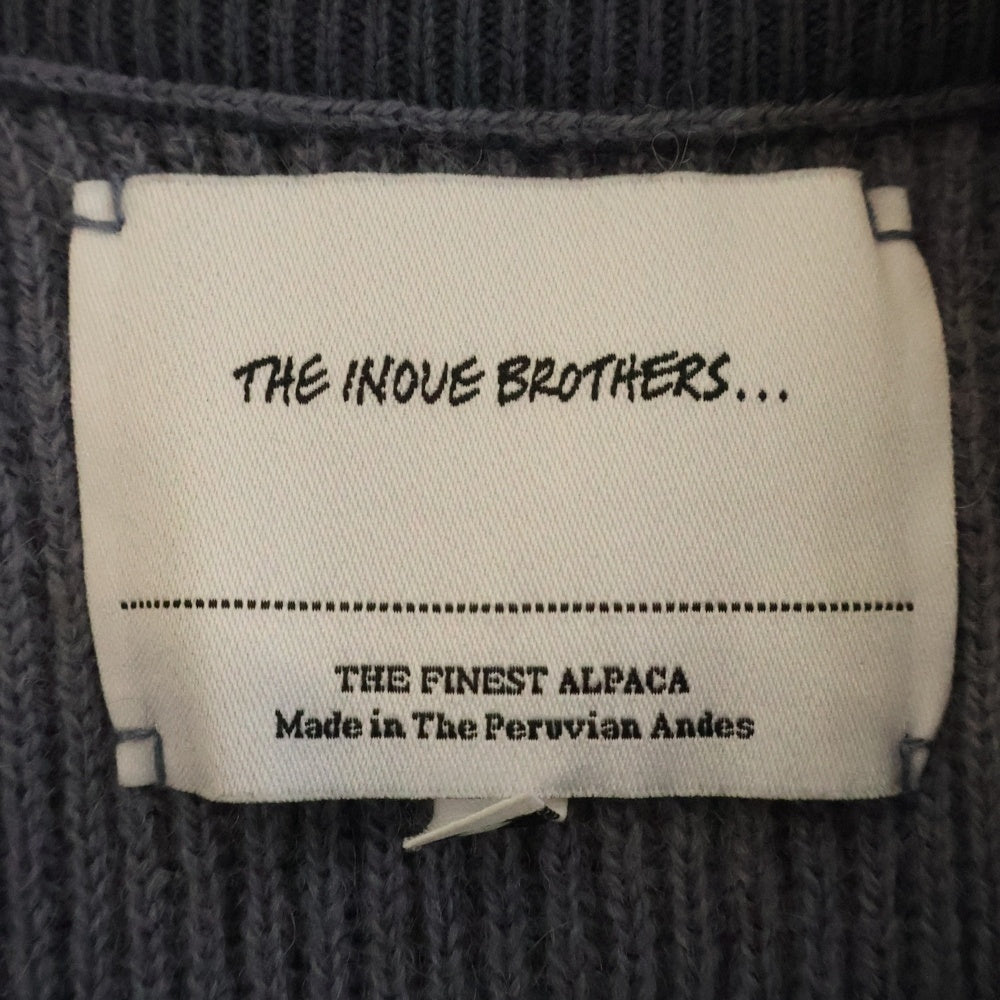 THE INOUE BROTHERS...
THE FINEST ALPACA
Made in The Peruvian Andes